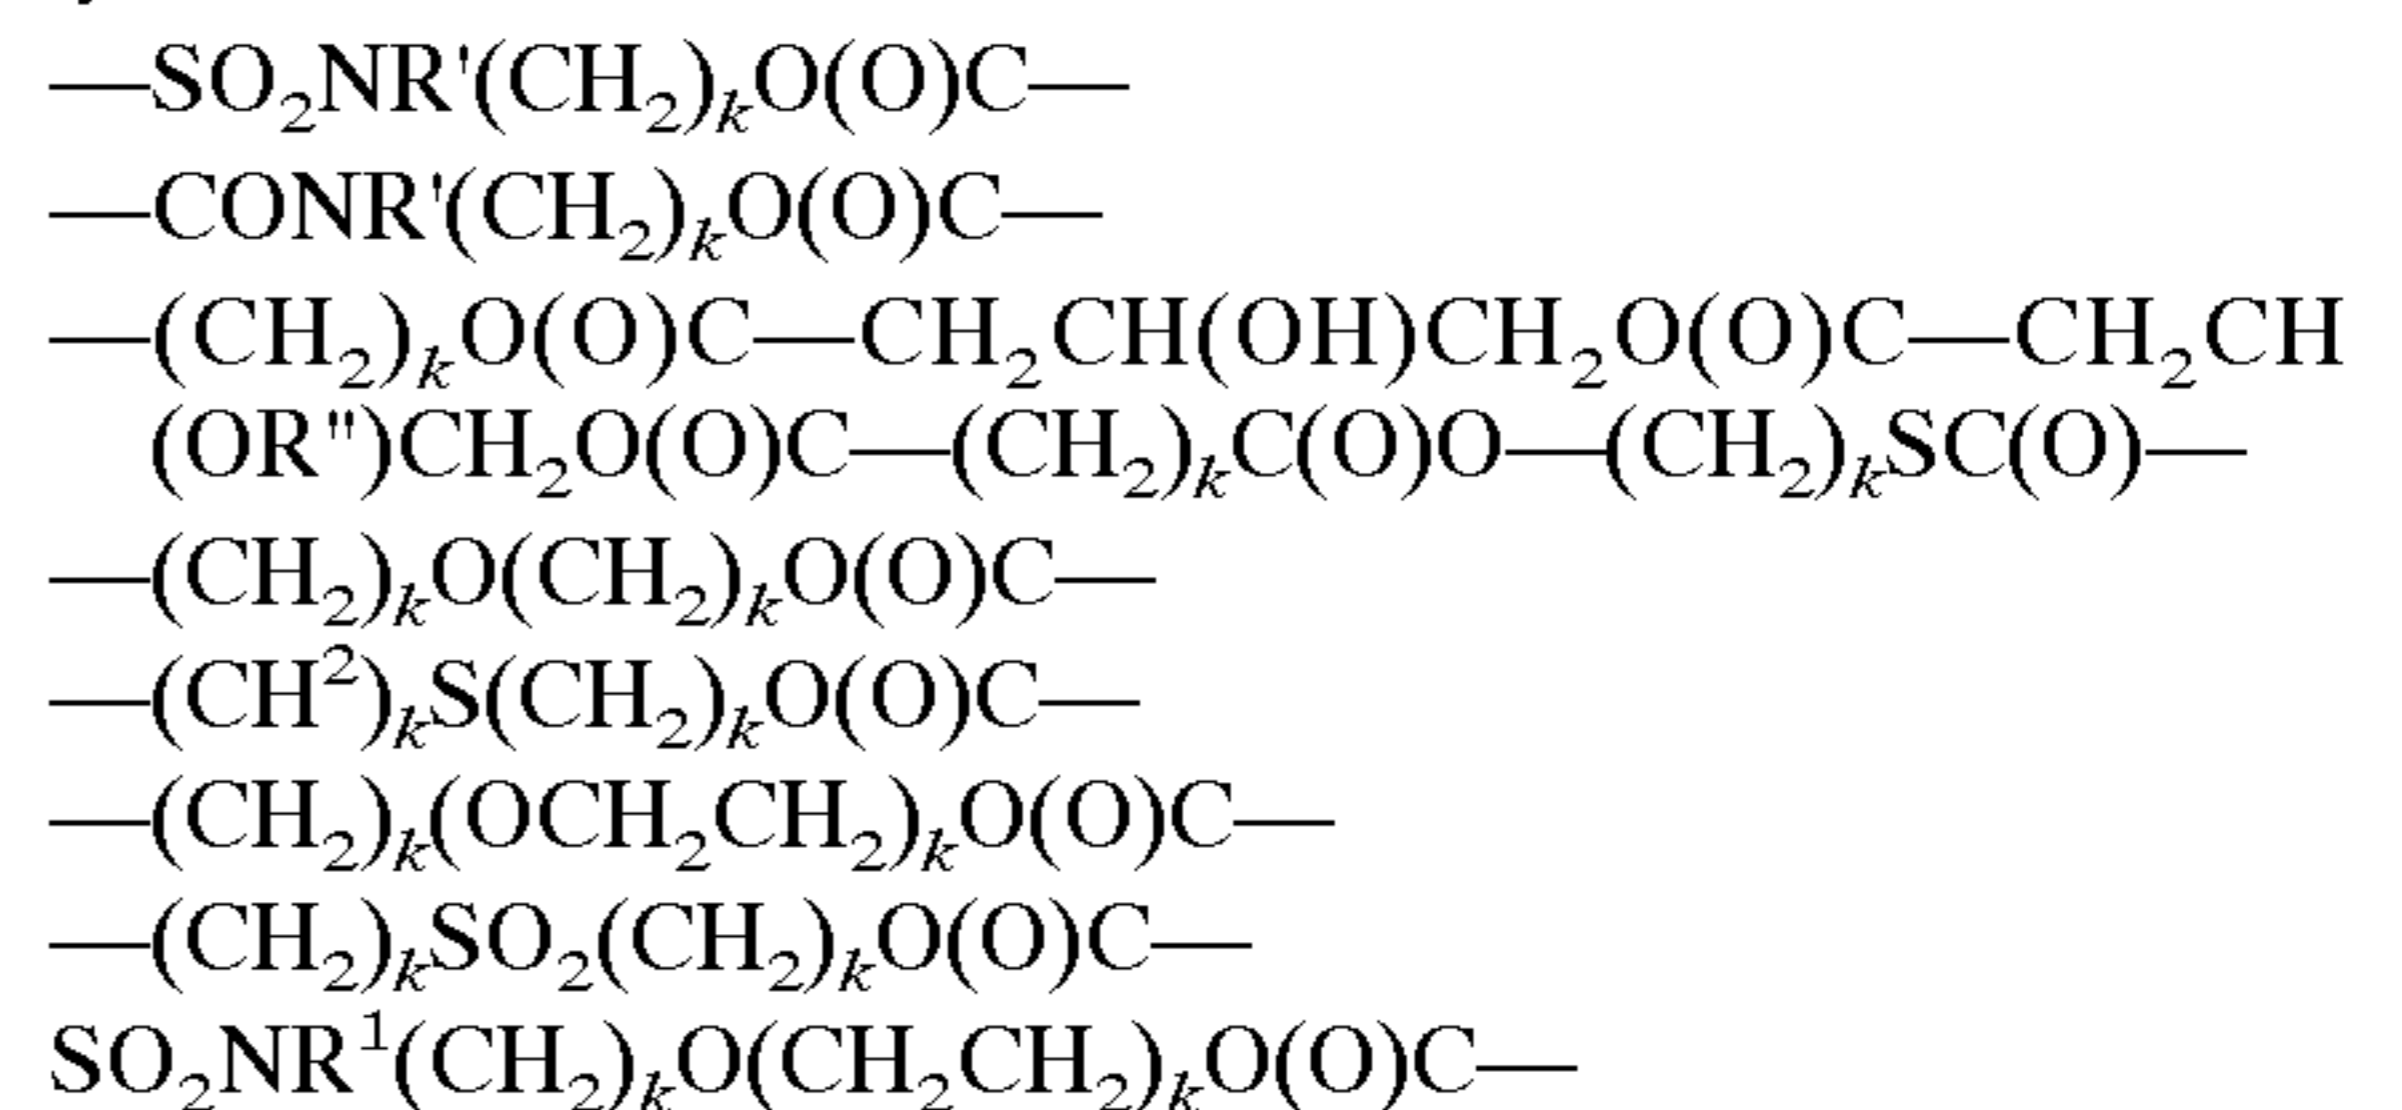 —SO₂NR'(CH₂)ₖO(O)C—
—CONR'(CH₂)ₖO(O)C—
—(CH₂)ₖO(O)C—CH₂CH(OH)CH₂O(O)C—CH₂CH
(OR")CH₂O(O)C—(CH₂)ₖC(O)O—(CH₂)ₖSC(O)—
—(CH₂)ₖO(CH₂)ₖO(O)C—
—(CH²)ₖS(CH₂)ₖO(O)C—
—(CH₂)ₖ(OCH₂CH₂)ₖO(O)C—
—(CH₂)ₖSO₂(CH₂)ₖO(O)C—
SO₂NR¹(CH₂)ₖO(CH₂CH₂)ₖO(O)C—